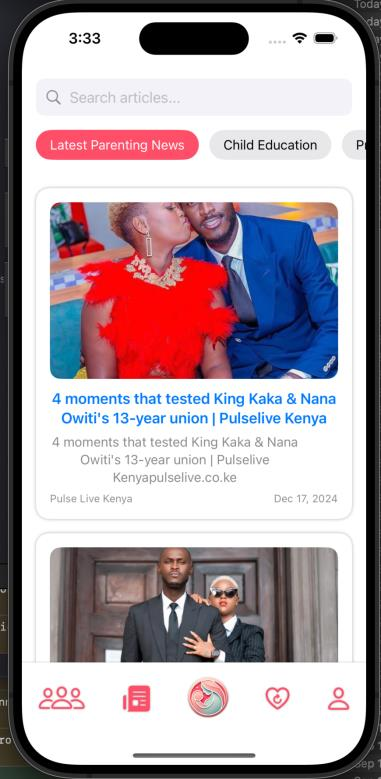 Today
3:33
Search articles...
Latest Parenting News
Child Education
4 moments that tested King Kaka & Nana
Owiti's 13-year union | Pulselive Kenya
4 moments that tested King Kaka & Nana
Owiti's 13-year union | Pulselive
Kenyapulselive.co.ke
Pulse Live Kenya
Dec 17, 2024